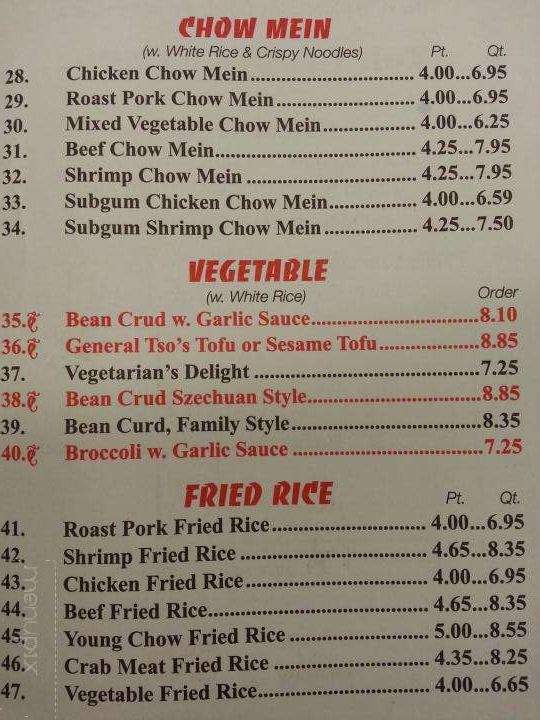 CHOW MEIN
(w. White Rice & Crispy Noodles) Pt. Qt.
28. Chicken Chow Mein.......................... 4.00...6.95
29. Roast Pork Chow Mein...................... 4.00...6.95
30. Mixed Vegetable Chow Mein............... 4.00...6.25
31. Beef Chow Mein................................ 4.25...7.95
32. Shrimp Chow Mein ........................... 4.25...7.95
33. Subgum Chicken Chow Mein.............. 4.00...6.59
34. Subgum Shrimp Chow Mein ............... 4.25...7.50
VEGETABLE
(w. White Rice) Order
35. Bean Crud w. Garlic Sauce...........................8.10
36. General Tso's Tofu or Sesame Tofu................8.85
37. Vegetarian's Delight ....................................7.25
38. Bean Crud Szechuan Style............................8.85
39. Bean Curd, Family Style..............................8.35
40. Broccoli w. Garlic Sauce ...............................7.25
FRIED RICE Pt. Qt.
41. Roast Pork Fried Rice......................... 4.00...6.95
42. Shrimp Fried Rice .............................. 4.65...8.35
43. Chicken Fried Rice............................. 4.00...6.95
44. Beef Fried Rice................................... 4.65...8.35
45. Young Chow Fried Rice ...................... 5.00...8.55
46. Crab Meat Fried Rice ......................... 4.35...8.25
47. Vegetable Fried Rice........................... 4.00...6.65
menupix